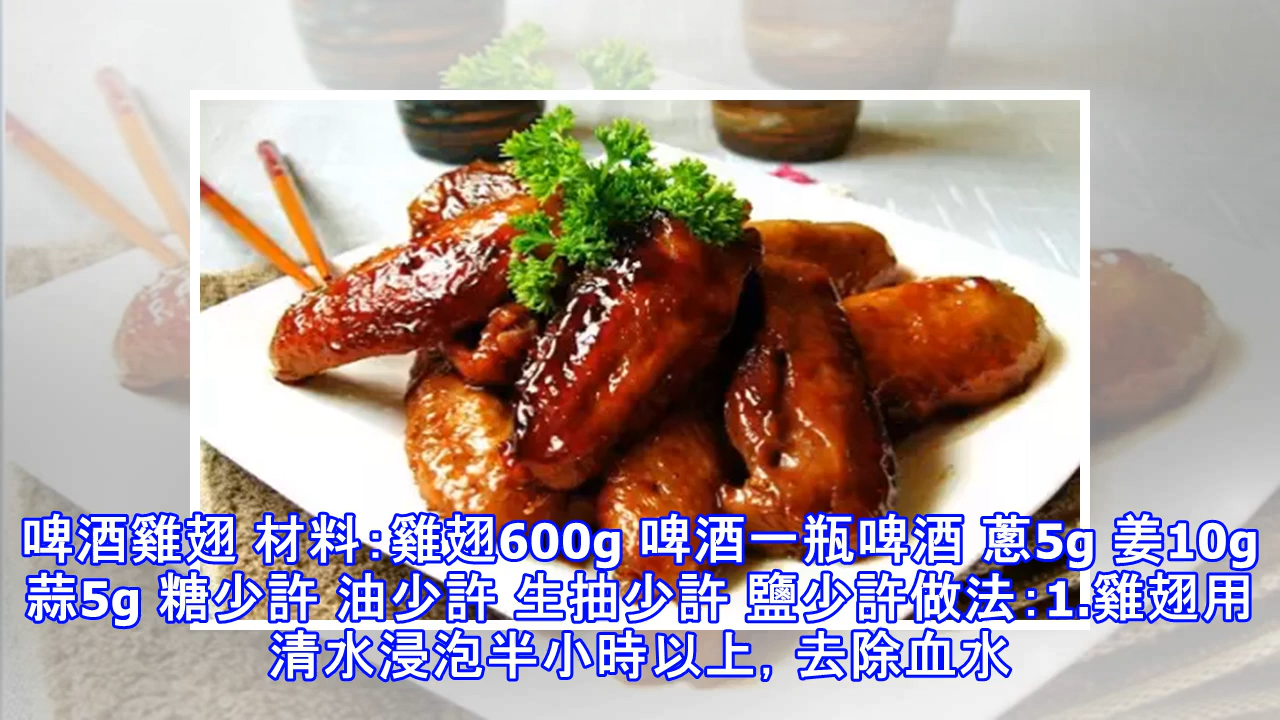 啤酒雞翅 材料:雞翅600g 啤酒一瓶啤酒 蔥5g 姜10g
蒜5g 糖少許 油少許 生抽少許 鹽少許做法:1.雞翅用
清水浸泡半小時以上, 去除血水